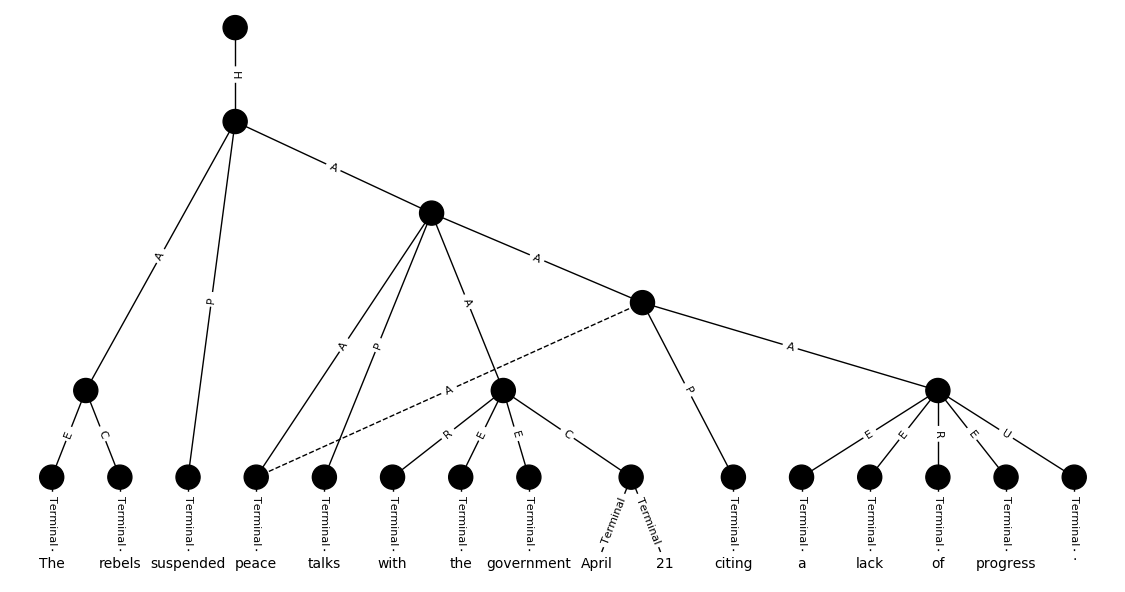 H
A
A
P
A
A
P
A
A
A
P
A
E
C
R
E
E
C
E
E
R
E
U
Terminal Terminal Terminal Terminal Terminal Terminal Terminal Terminal Terminal Terminal Terminal Terminal Terminal Terminal Terminal Terminal
The rebels suspended peace talks with the government April 21 citing a lack of progress .